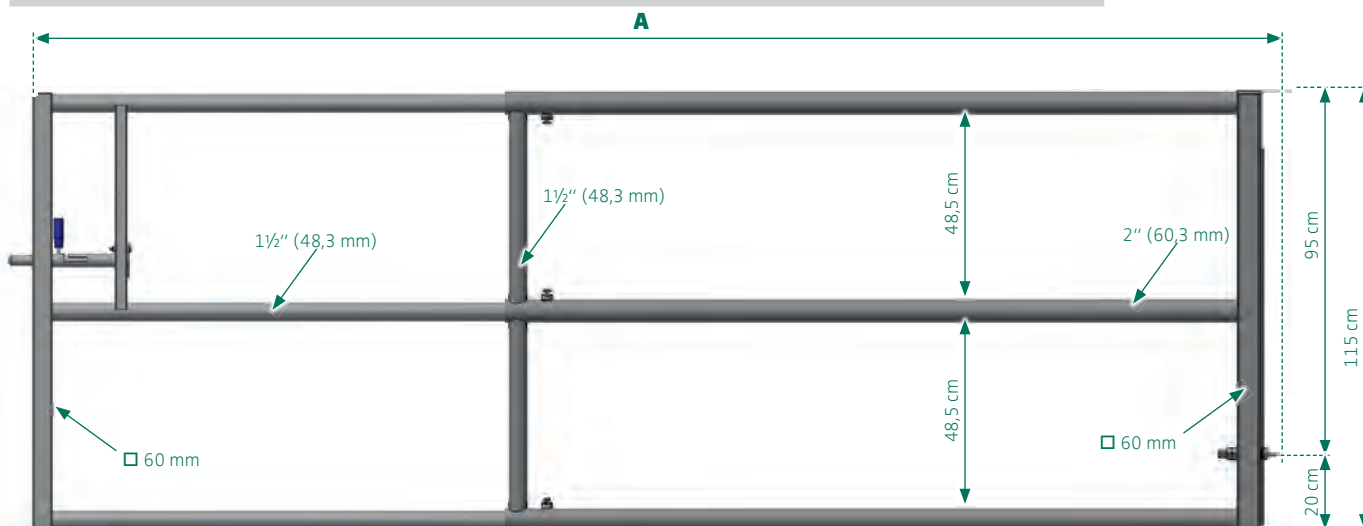 A
1½‘‘ (48,3 mm)
48,5 cm
1½‘‘ (48,3 mm)
2‘‘ (60,3 mm)
95 cm
115 cm
48,5 cm
□ 60 mm
□ 60 mm
20 cm